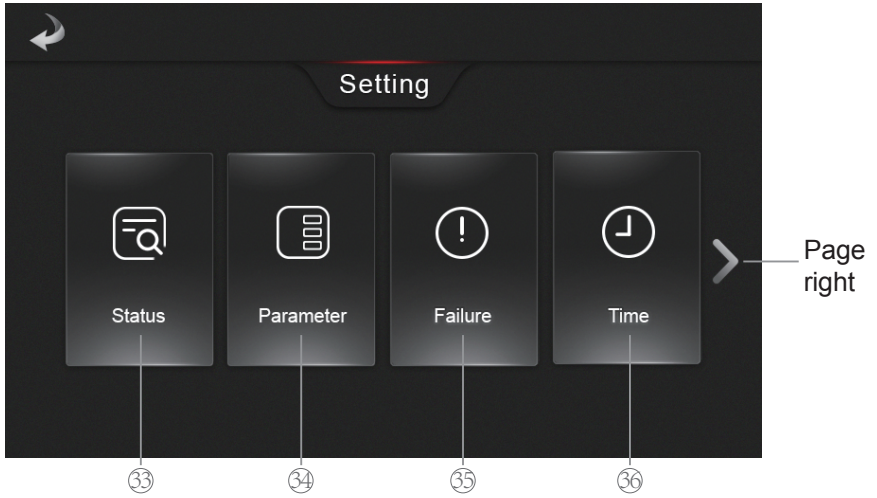 Setting
Status Parameter Failure Time
Page
right
㉝ ㉞ ㉟ ㊱